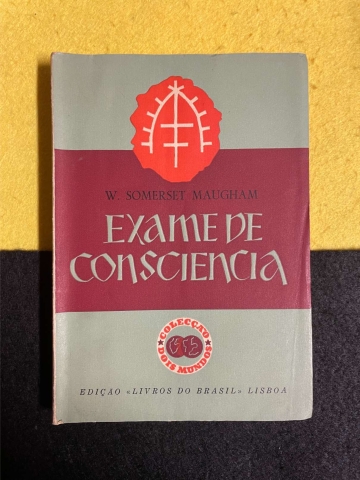 W. SOMERSET MAUGHAM
EXAME DE
CONSCIENCIA
COLECÇÃO
DOIS MUNDOS
EDIÇÃO «LIVROS DO BRASIL» LISBOA